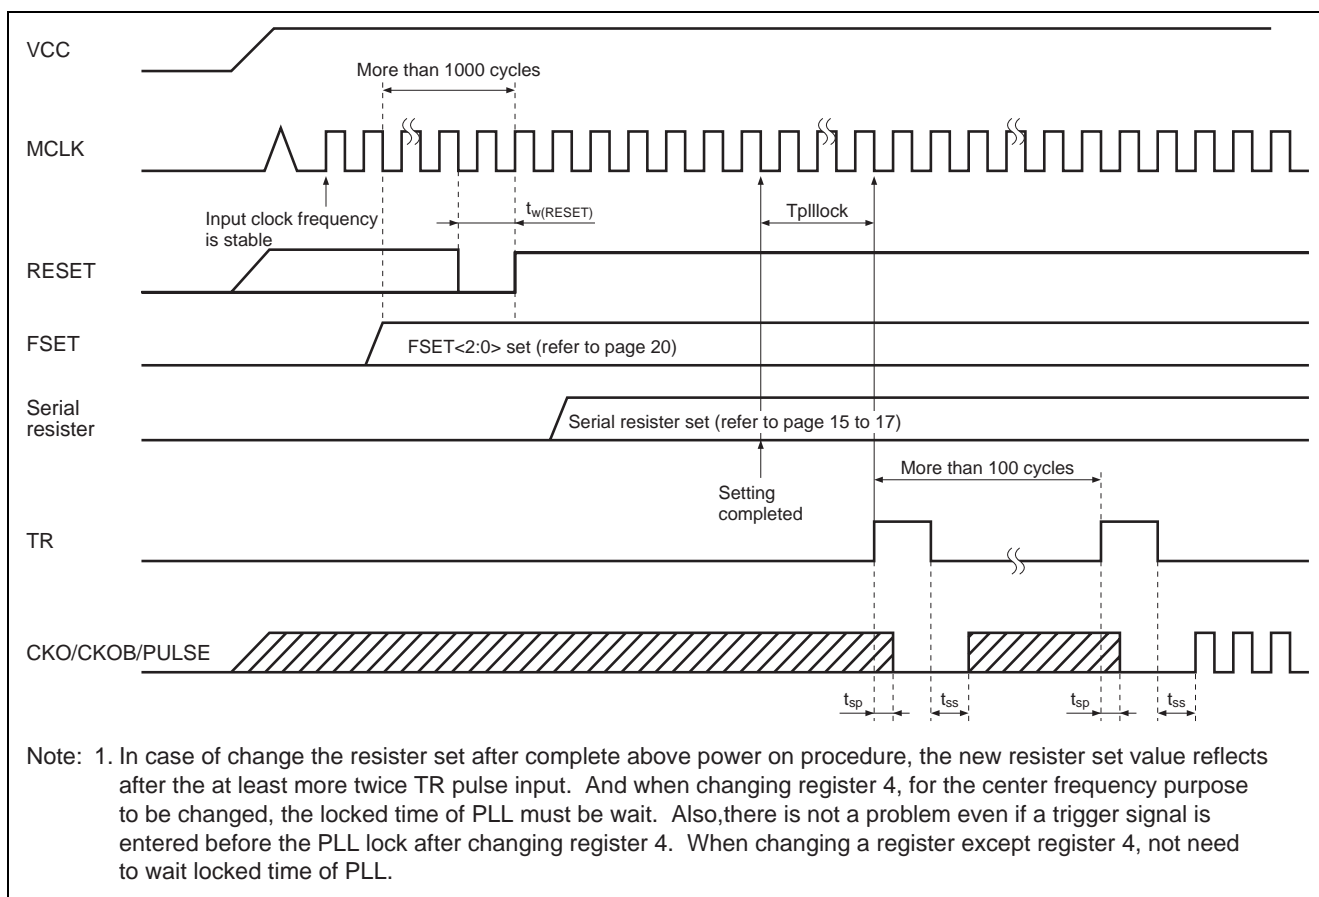 VCC
More than 1000 cycles
MCLK
Input clock frequency
is stable
tw(RESET)
Tplllock
RESET
FSET
FSET<2:0> set (refer to page 20)
Serial
resister
Serial resister set (refer to page 15 to 17)
Setting
completed
More than 100 cycles
TR
CKO/CKOB/PULSE
tsp
tss
tsp
tss
Note: 1. In case of change the resister set after complete above power on procedure, the new resister set value reflects
after the at least more twice TR pulse input. And when changing register 4, for the center frequency purpose
to be changed, the locked time of PLL must be wait. Also,there is not a problem even if a trigger signal is
entered before the PLL lock after changing register 4. When changing a register except register 4, not need
to wait locked time of PLL.